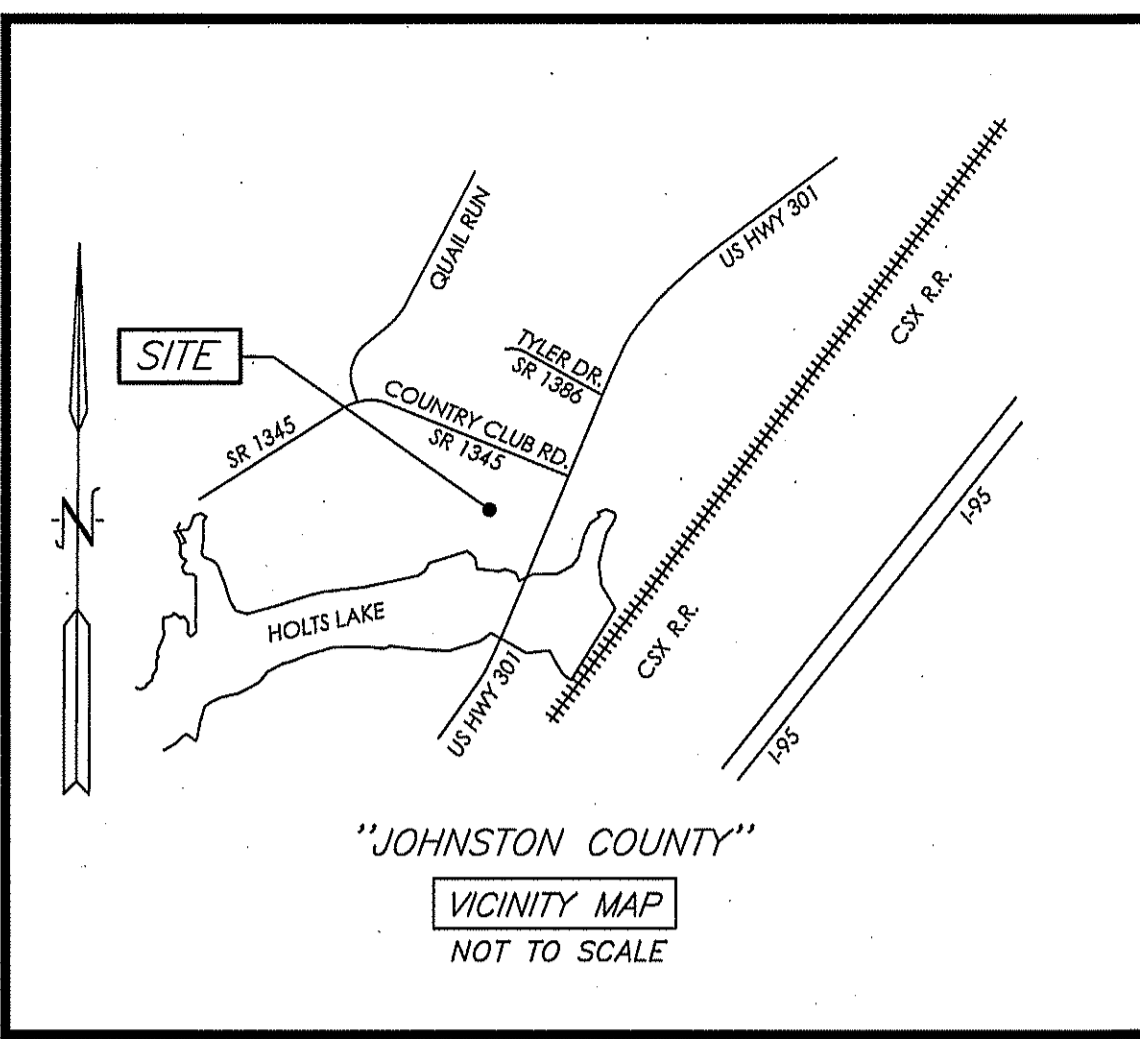 QUAIL RUN
US HWY 301
CSX R.R.
SITE
TYLER DR.
SR 1386
COUNTRY CLUB RD.
SR 1345
SR 1345
I-95
N
HOLTS LAKE
CSX R.R.
US HWY 301
I-95
"JOHNSTON COUNTY"
VICINITY MAP
NOT TO SCALE